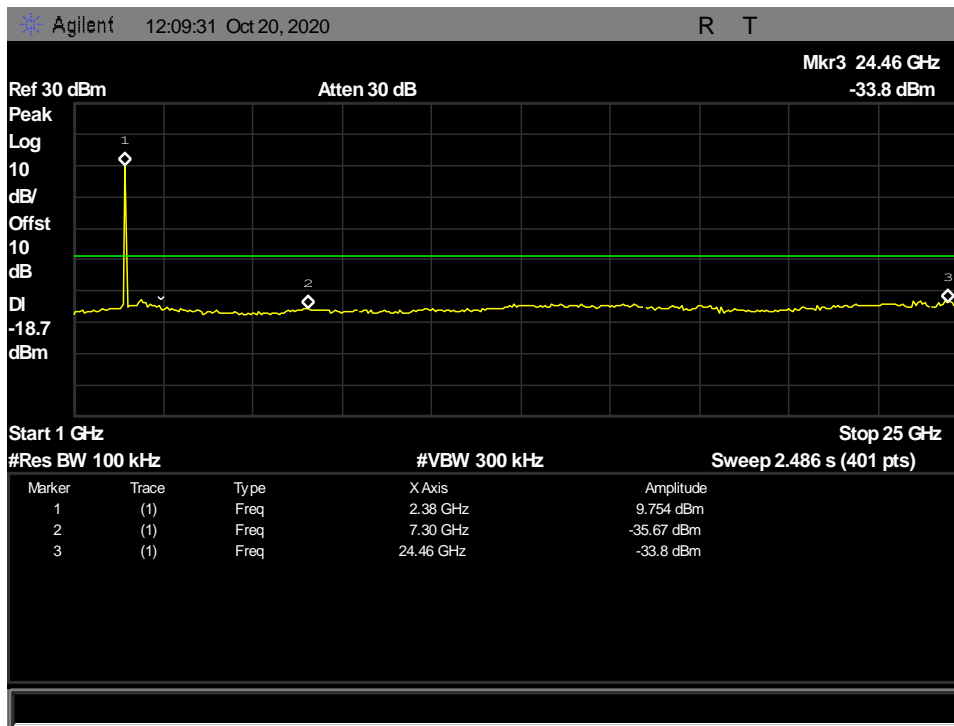 Agilent 12:09:31 Oct 20, 2020 R T
Mkr3 24.46 GHz
Ref 30 dBm Atten 30 dB -33.8 dBm
Peak
Log
10
dB/
Offst
10
dB
DI
-18.7
dBm
1
2
3
Start 1 GHz Stop 25 GHz
#Res BW 100 kHz #VBW 300 kHz Sweep 2.486 s (401 pts)
Marker Trace Type X Axis Amplitude
1 (1) Freq 2.38 GHz 9.754 dBm
2 (1) Freq 7.30 GHz -35.67 dBm
3 (1) Freq 24.46 GHz -33.8 dBm